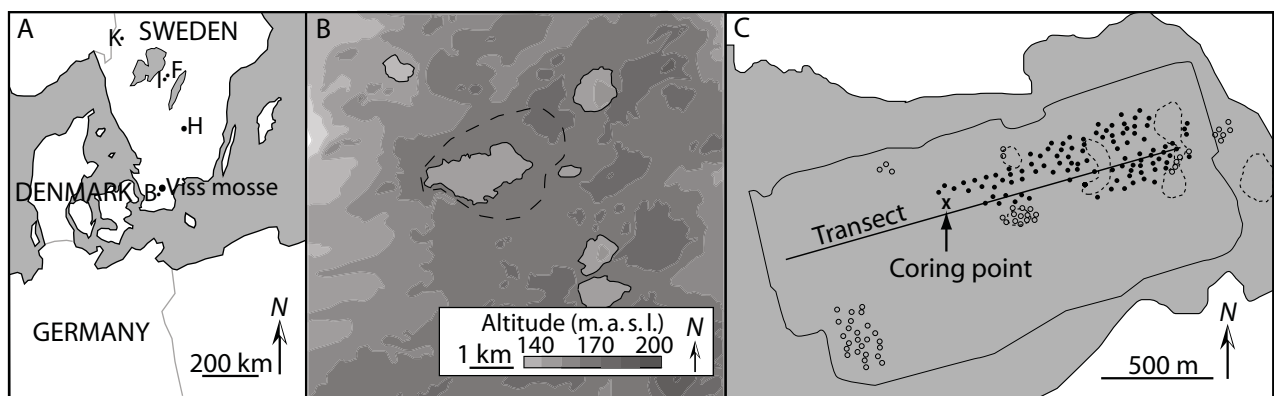 A
K
SWEDEN
I
F
H
DENMARK
B
Viss mosse
GERMANY
N
200 km
B
Altitude (m. a. s. l.)
N
1 km
140 170 200
C
Transect
x
Coring point
N
500 m